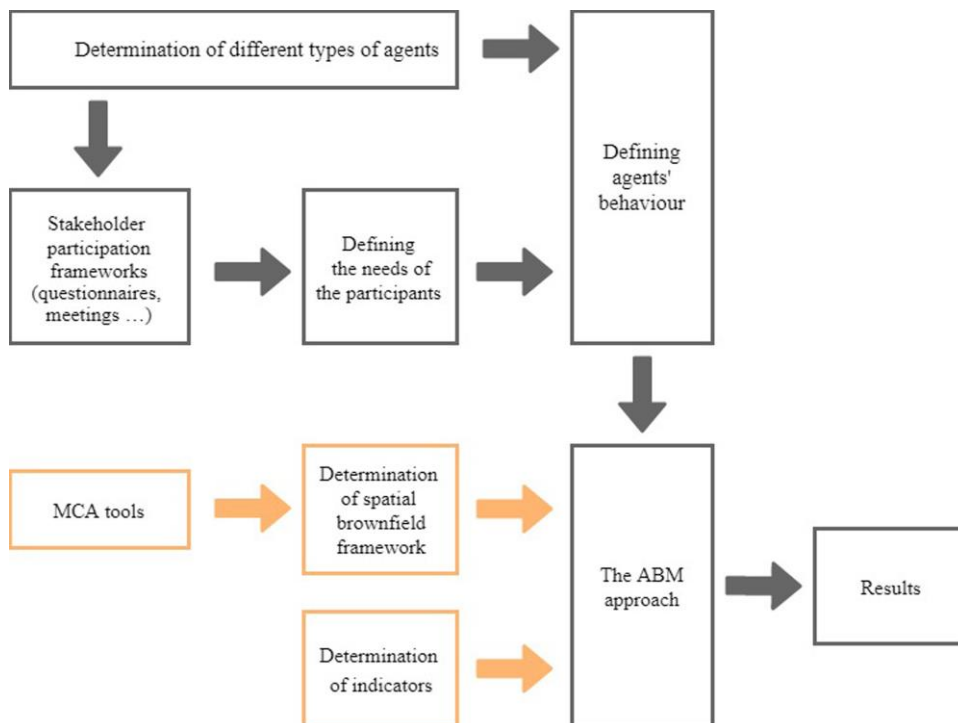 Determination of different types of agents
Defining
agents'
behaviour
Stakeholder
participation
frameworks
(questionnaires,
meetings …)
Defining
the needs of
the participants
MCA tools
Determination
of spatial
brownfield
framework
The ABM
approach
Results
Determination
of indicators